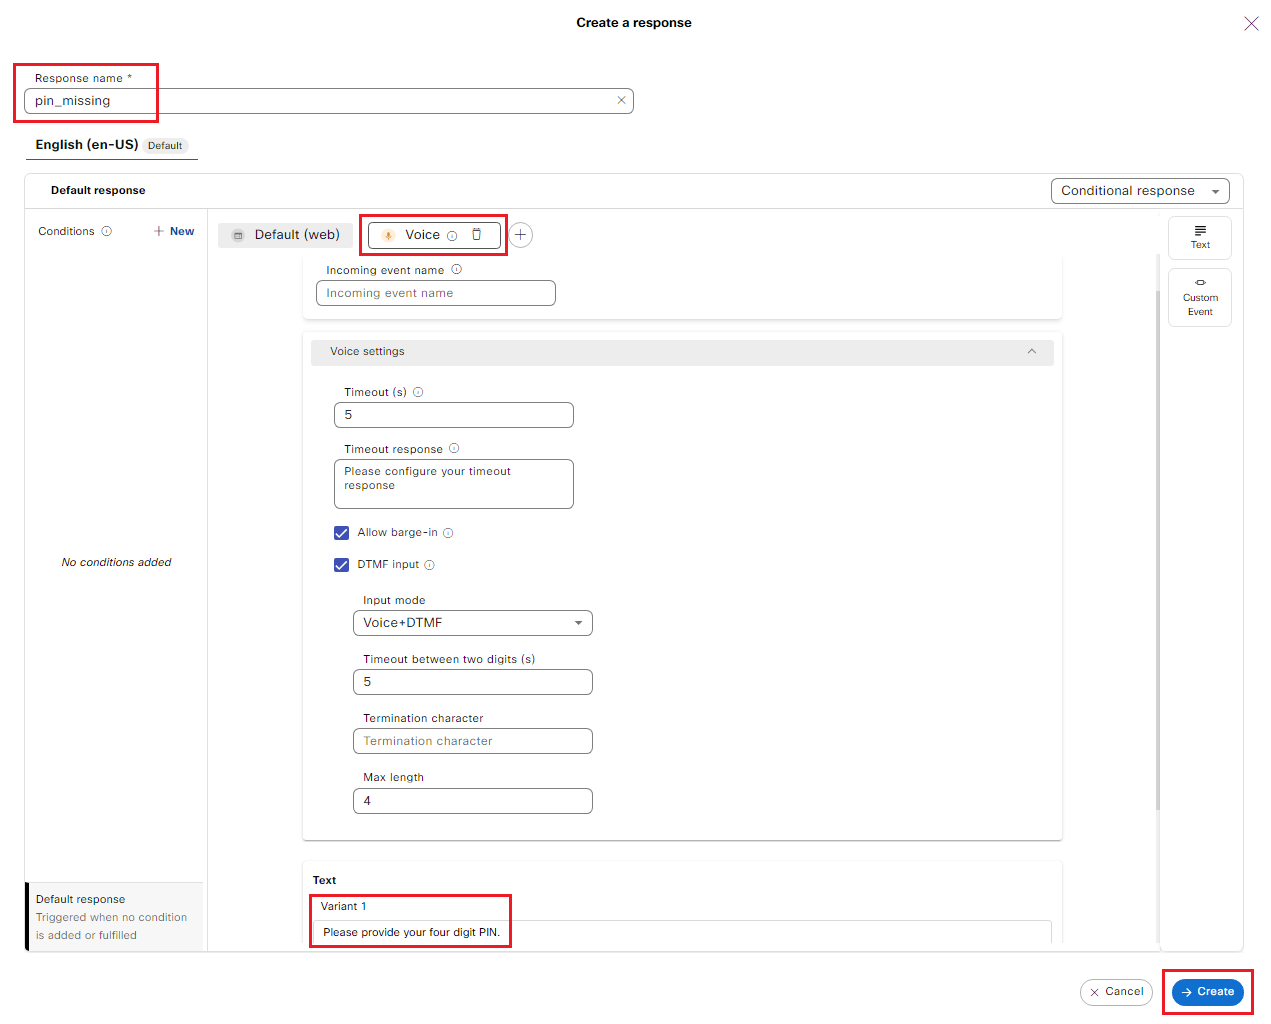 Create a response
Response name *
pin_missing
English (en-US) Default
Default response
Conditional response
Conditions
+ New
Default (web)
Voice
Text
Custom
Event
Incoming event name
Incoming event name
Voice settings
Timeout (s)
5
Timeout response
Please configure your timeout
response
Allow barge-in
No conditions added
DTMF input
Input mode
Voice+DTMF
Timeout between two digits (s)
5
Termination character
Termination character
Max length
4
Text
Variant 1
Please provide your four digit PIN.
Default response
Triggered when no condition
is added or fulfilled
Cancel
Create